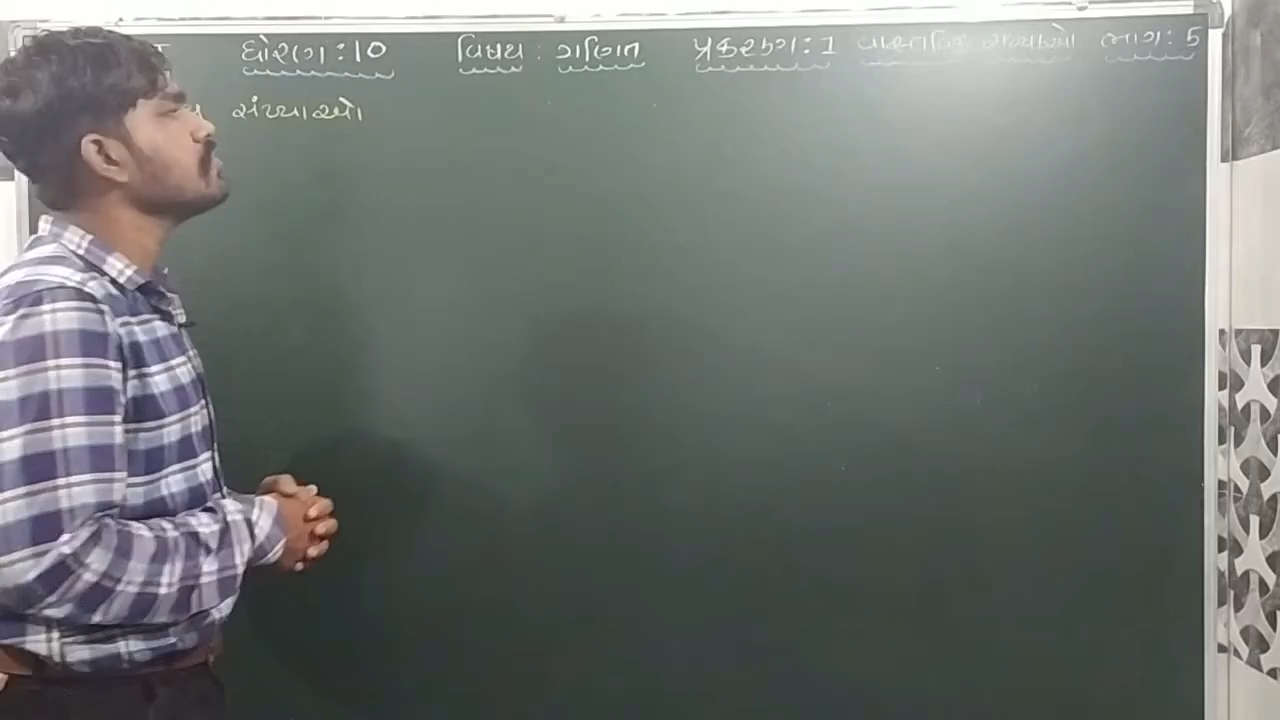 ધોરણ : 10 વિષય : ગણિત પ્રકરણ : 1 વાસ્તવિક સંખ્યાઓ ભાગ : 5
સંખ્યાઓ